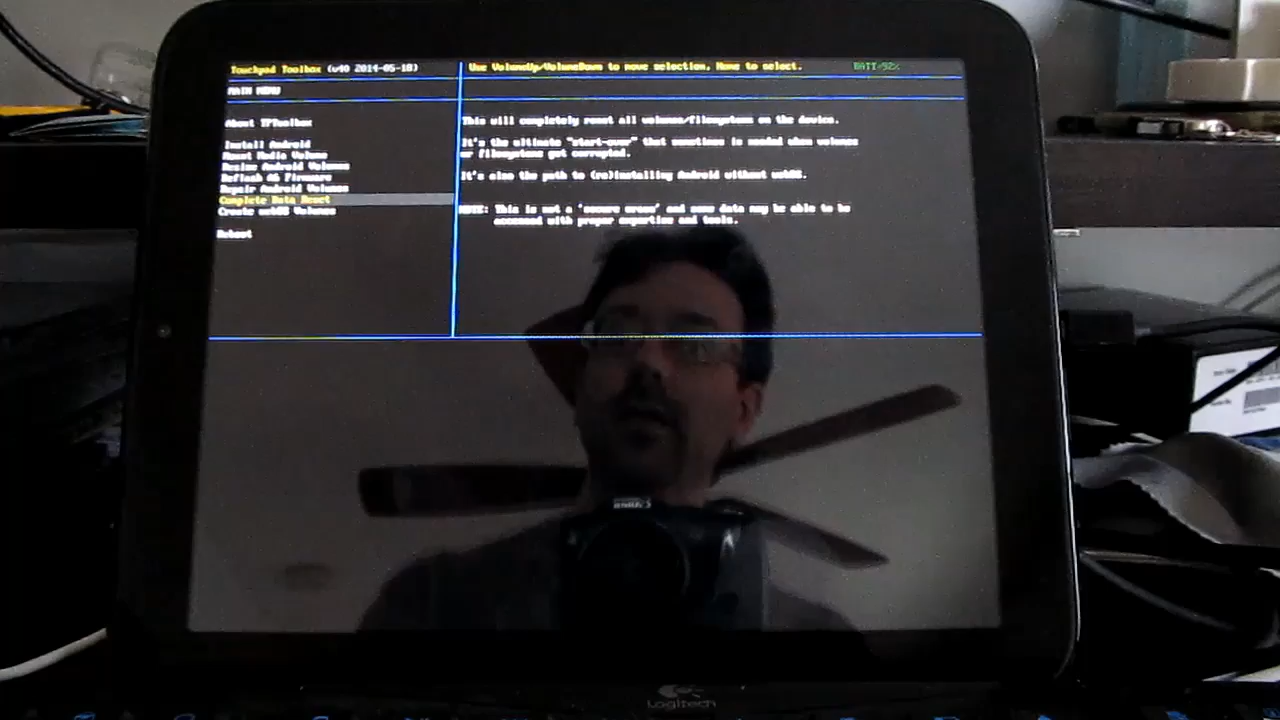 Touchpad Toolbox (v40 2014-05-18)
Use VolumeUp/VolumeDown to move selection, Home to select.
BATT=92%
MAIN MENU
About TPToolbox
Install Android
Reset Media Volume
Resize Android Volumes
Reflash A6 Firmware
Repair Android Volumes
Complete Data Reset
Create webOS Volumes
Reboot
This will completely reset all volumes/filesystems on the device.
It's the ultimate "start-over" that sometimes is needed when volumes
or filesystems get corrupted.
It's also the path to (re)installing Android without webOS.
NOTE: This is not a 'secure erase' and some data may be able to be
accessed with proper expertise and tools.
Logitech